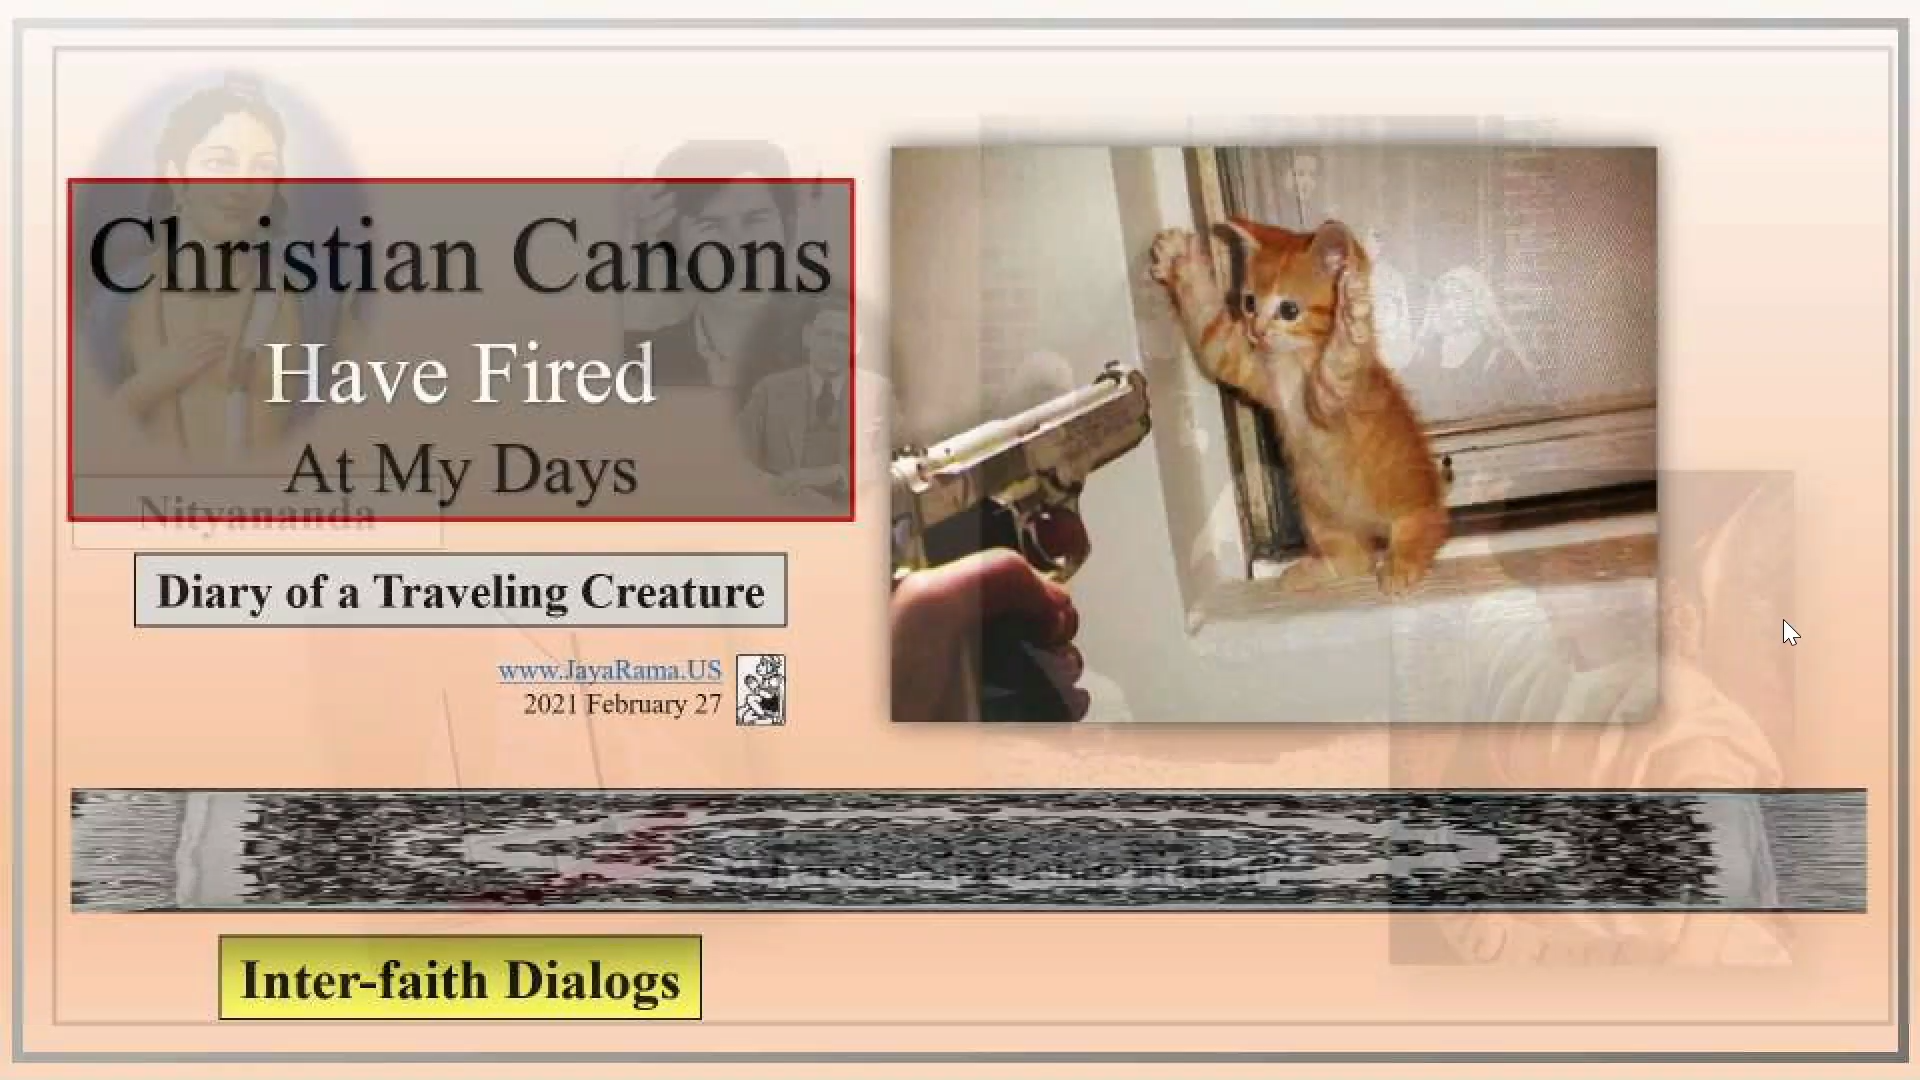 Christian Canons
Have Fired
At My Days
Nityananda
Diary of a Traveling Creature
www.JayaRama.US
2021 February 27
Inter-faith Dialogs